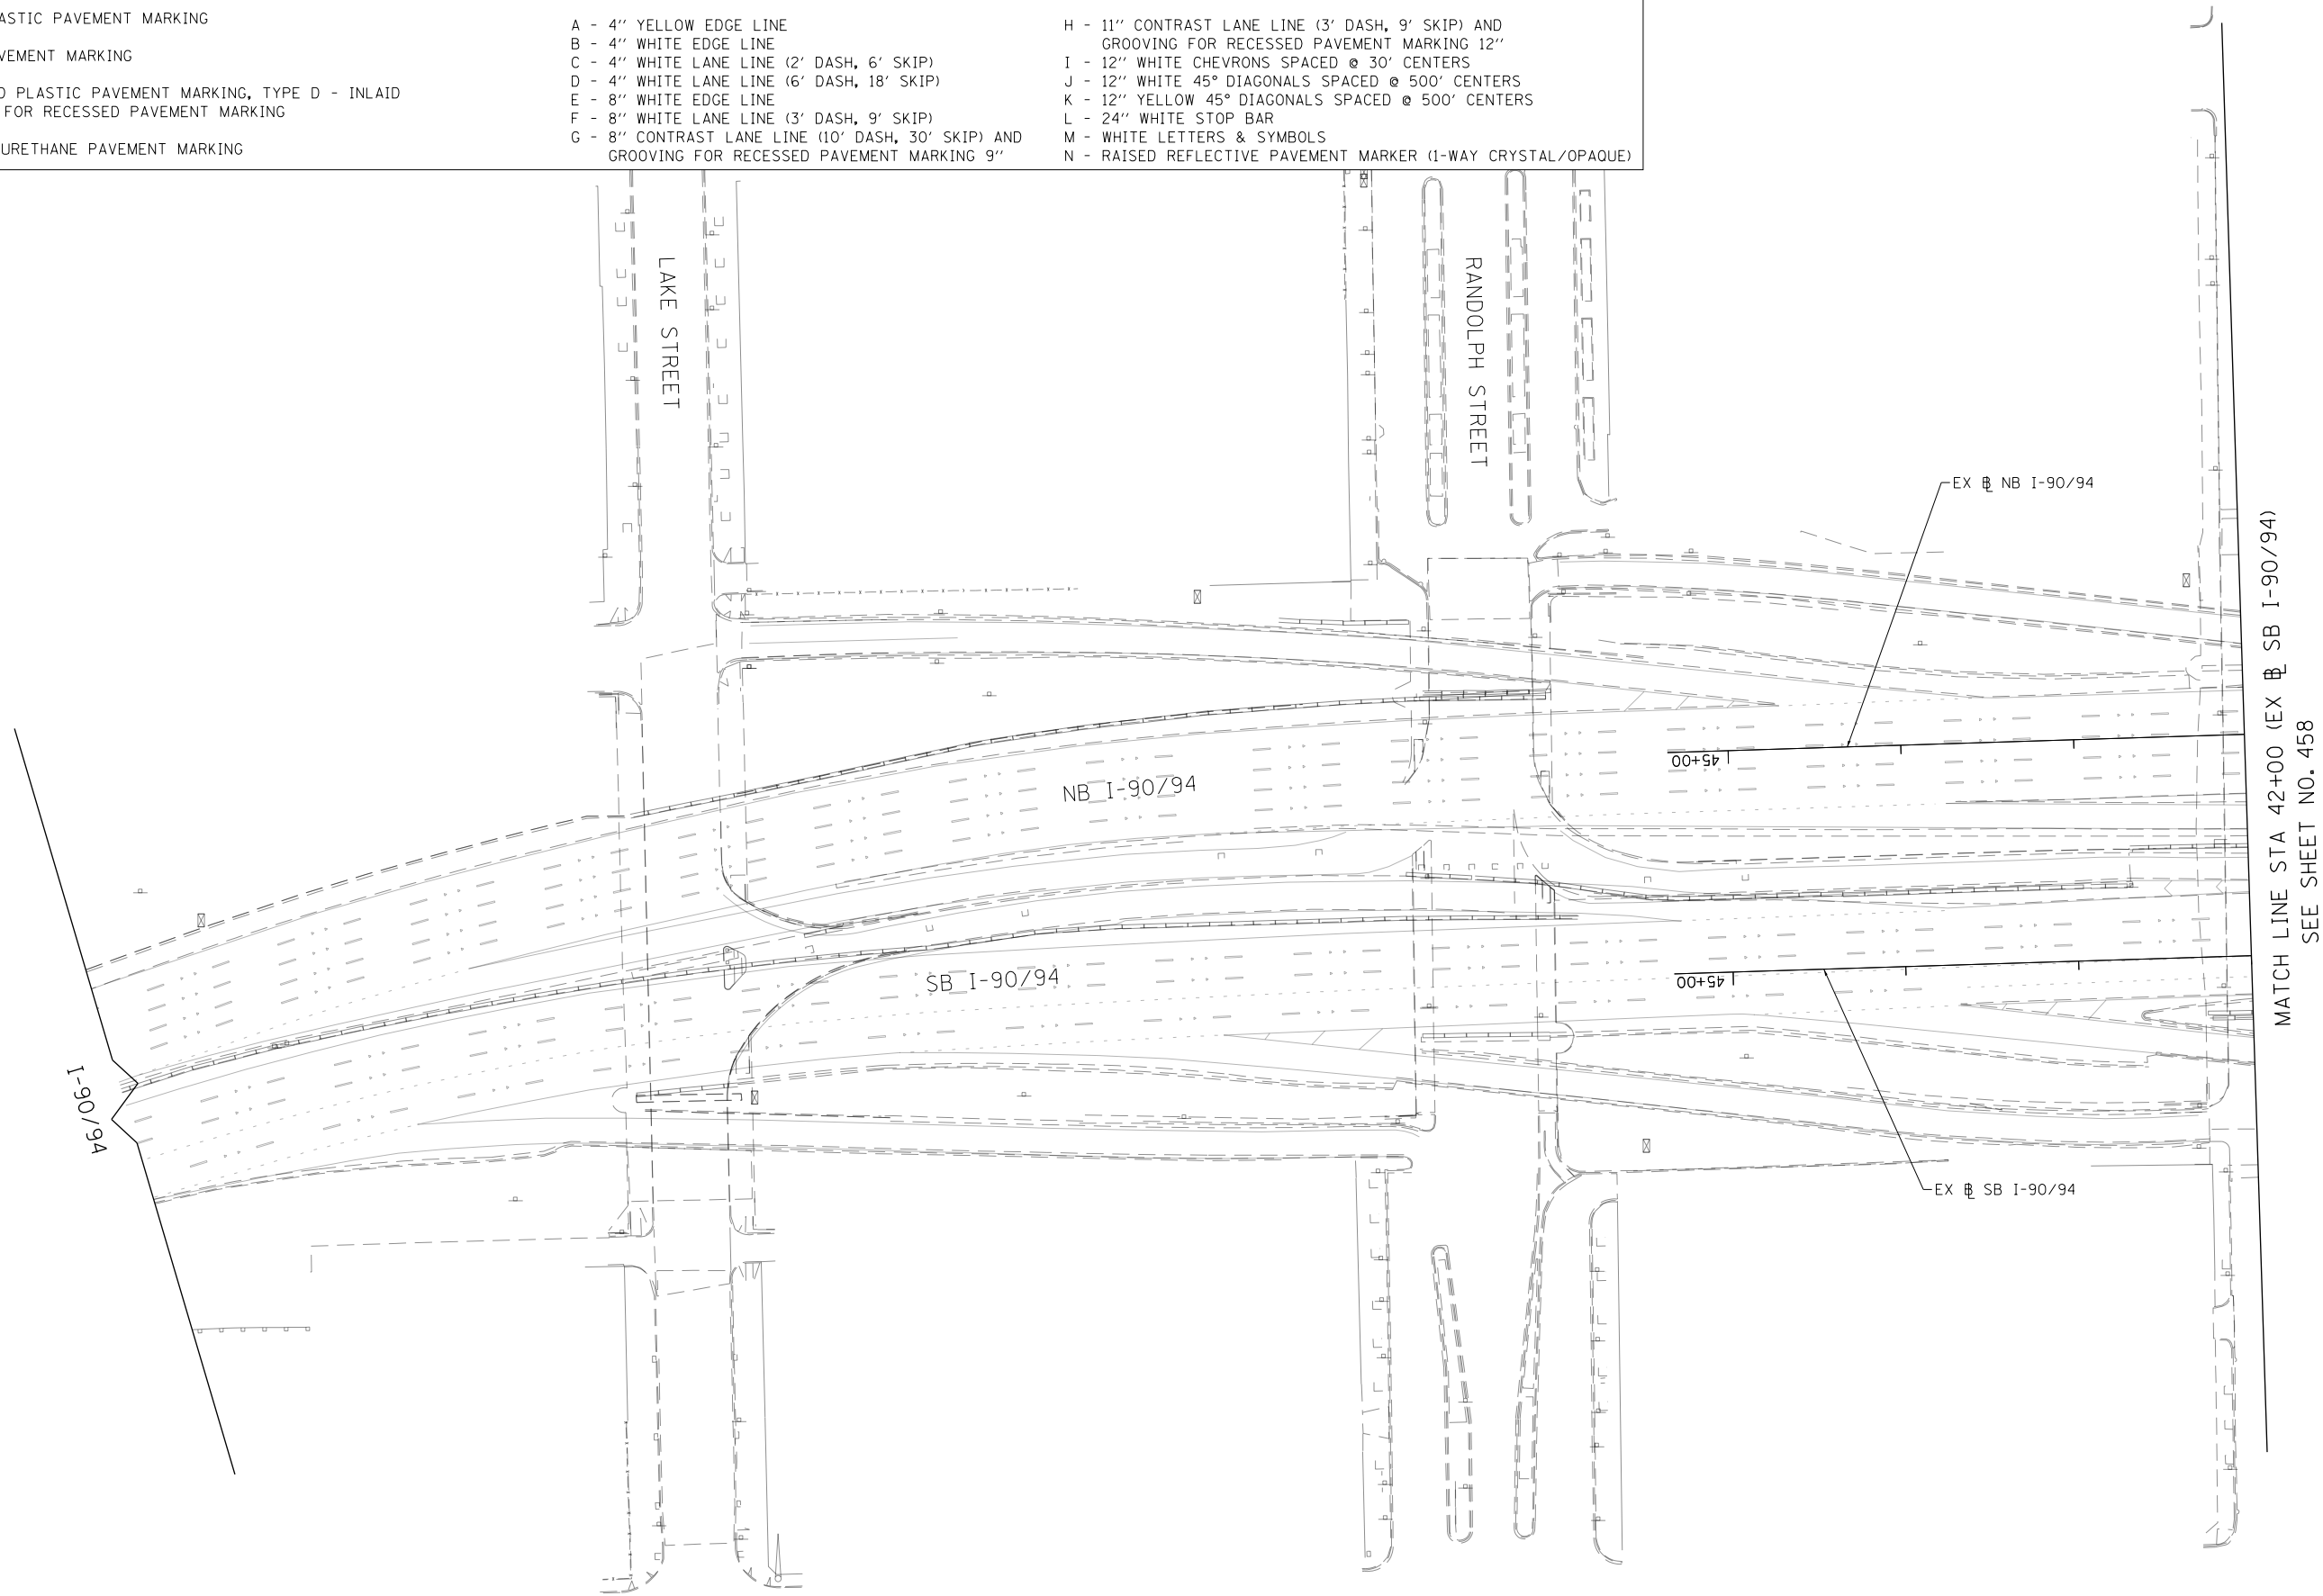 ASTIC PAVEMENT MARKING
VEMENT MARKING
D PLASTIC PAVEMENT MARKING, TYPE D - INLAID
FOR RECESSED PAVEMENT MARKING
URETHANE PAVEMENT MARKING
A - 4'' YELLOW EDGE LINE
B - 4'' WHITE EDGE LINE
C - 4'' WHITE LANE LINE (2' DASH, 6' SKIP)
D - 4'' WHITE LANE LINE (6' DASH, 18' SKIP)
E - 8'' WHITE EDGE LINE
F - 8'' WHITE LANE LINE (3' DASH, 9' SKIP)
G - 8'' CONTRAST LANE LINE (10' DASH, 30' SKIP) AND
GROOVING FOR RECESSED PAVEMENT MARKING 9''
H - 11'' CONTRAST LANE LINE (3' DASH, 9' SKIP) AND
GROOVING FOR RECESSED PAVEMENT MARKING 12''
I - 12'' WHITE CHEVRONS SPACED @ 30' CENTERS
J - 12'' WHITE 45° DIAGONALS SPACED @ 500' CENTERS
K - 12'' YELLOW 45° DIAGONALS SPACED @ 500' CENTERS
L - 24'' WHITE STOP BAR
M - WHITE LETTERS & SYMBOLS
N - RAISED REFLECTIVE PAVEMENT MARKER (1-WAY CRYSTAL/OPAQUE)
LAKE STREET
RANDOLPH STREET
EX ⅊ NB I-90/94
45+00
NB I-90/94
SB I-90/94
45+00
I-90/94
EX ⅊ SB I-90/94
MATCH LINE STA 42+00 (EX ⅊ SB I-90/94)
SEE SHEET NO. 458